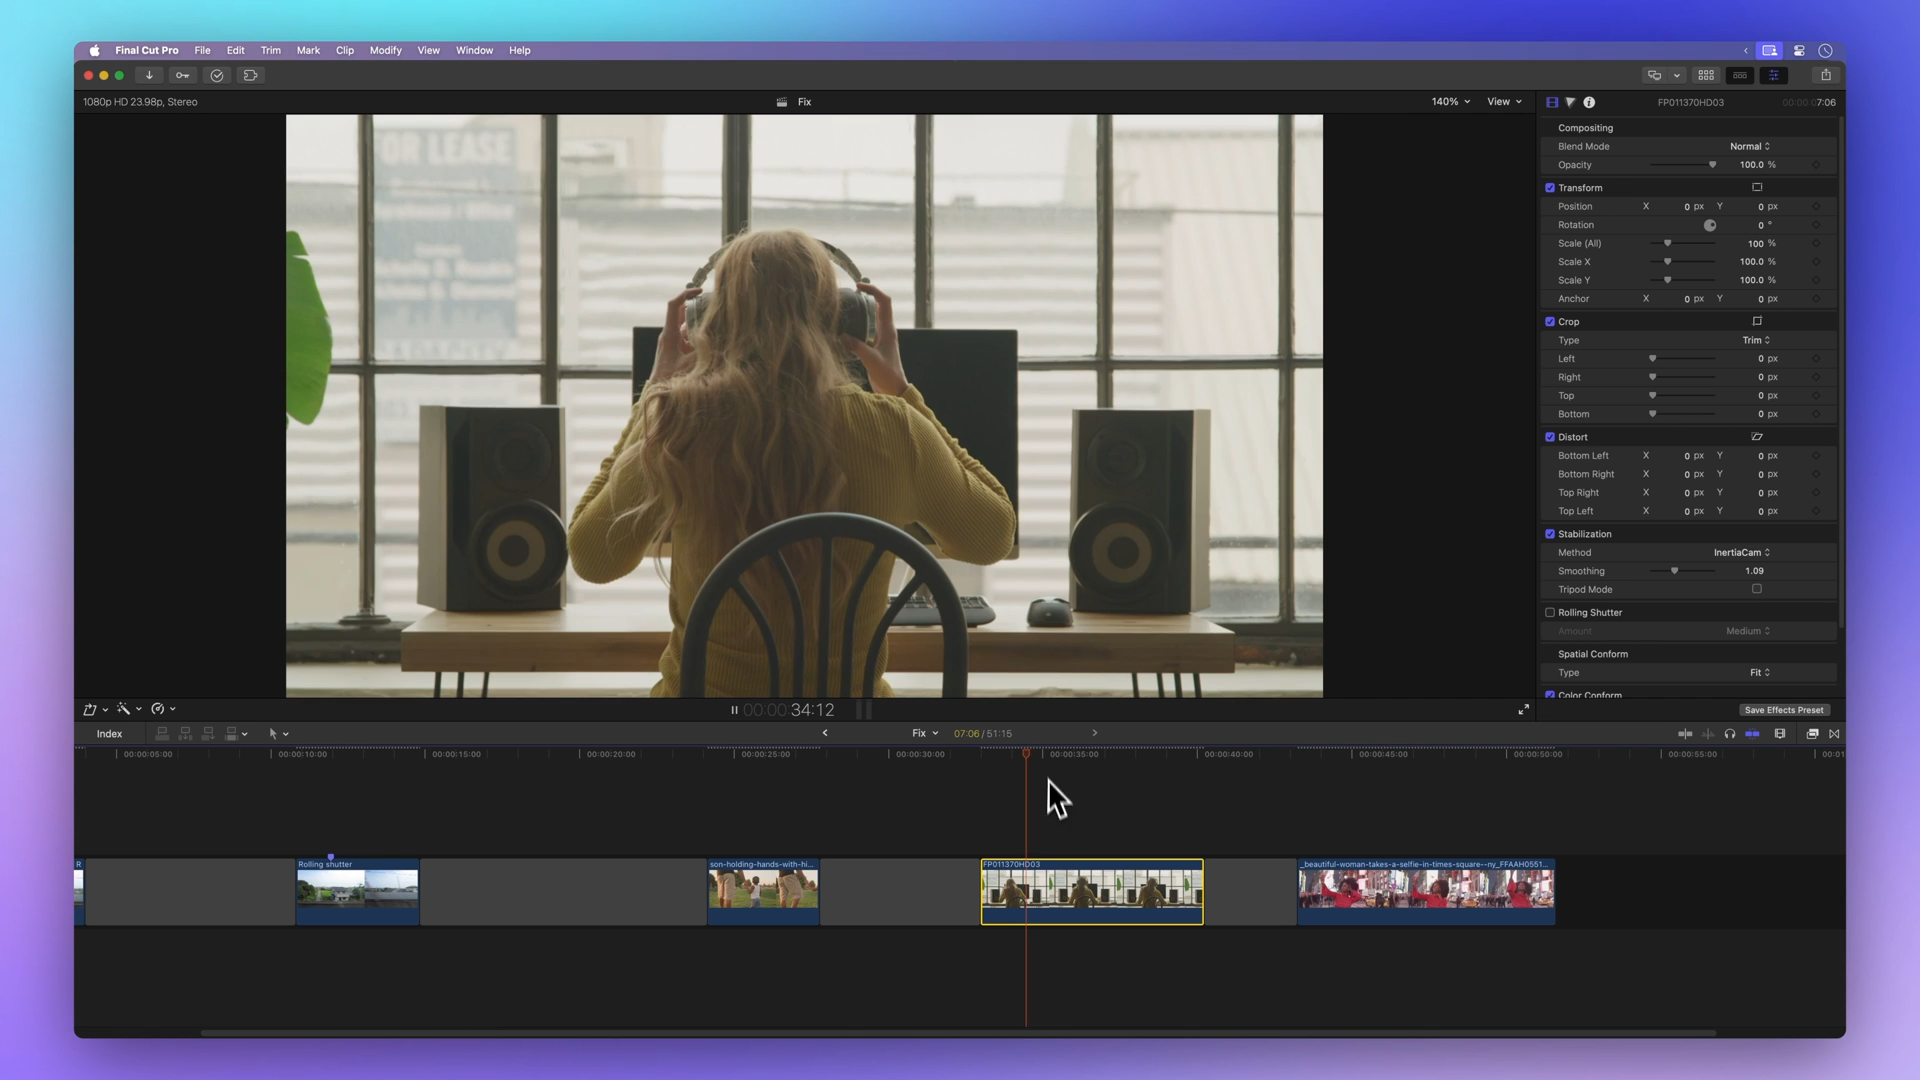 Final Cut Pro File Edit Trim Mark Clip Modify View Window Help
1080p HD 23.98p, Stereo
Fix
140%
View
FP011370HD03
00:00:07:06
FOR LEASE
Compositing
Blend Mode Normal
Opacity 100.0 %
Transform
Position X 0 px Y 0 px
Rotation 0 °
Scale (All) 100 %
Scale X 100.0 %
Scale Y 100.0 %
Anchor X 0 px Y 0 px
Crop
Type Trim
Left 0 px
Right 0 px
Top 0 px
Bottom 0 px
Distort
Bottom Left X 0 px Y 0 px
Bottom Right X 0 px Y 0 px
Top Right X 0 px Y 0 px
Top Left X 0 px Y 0 px
Stabilization
Method InertiaCam
Smoothing 1.09
Tripod Mode
Rolling Shutter
Amount Medium
Spatial Conform
Type Fit
Color Conform
Save Effects Preset
00:00:34:12
Index
Fix
07:06 / 51:15
00:00:05:00 00:00:10:00 00:00:15:00 00:00:20:00 00:00:25:00 00:00:30:00 00:00:35:00 00:00:40:00 00:00:45:00 00:00:50:00 00:00:55:00 00:01
R
Rolling shutter
son-holding-hands-with-hi...
FP011370HD03
_beautiful-woman-takes-a-selfie-in-times-square--ny_FFAAH0551...